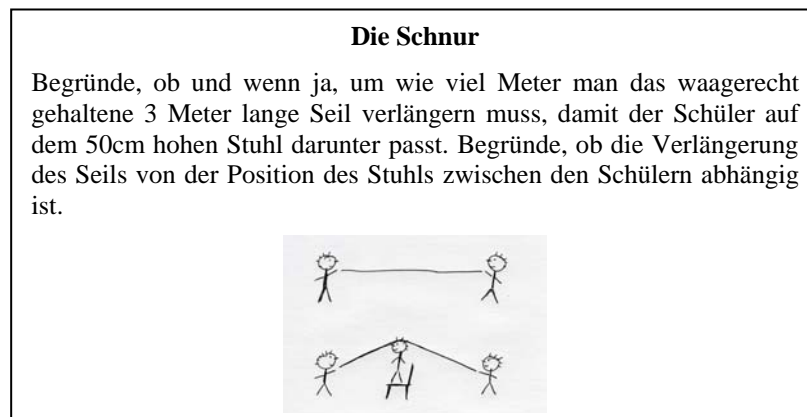 Die Schnur
Begründe, ob und wenn ja, um wie viel Meter man das waagerecht
gehaltene 3 Meter lange Seil verlängern muss, damit der Schüler auf
dem 50cm hohen Stuhl darunter passt. Begründe, ob die Verlängerung
des Seils von der Position des Stuhls zwischen den Schülern abhängig
ist.